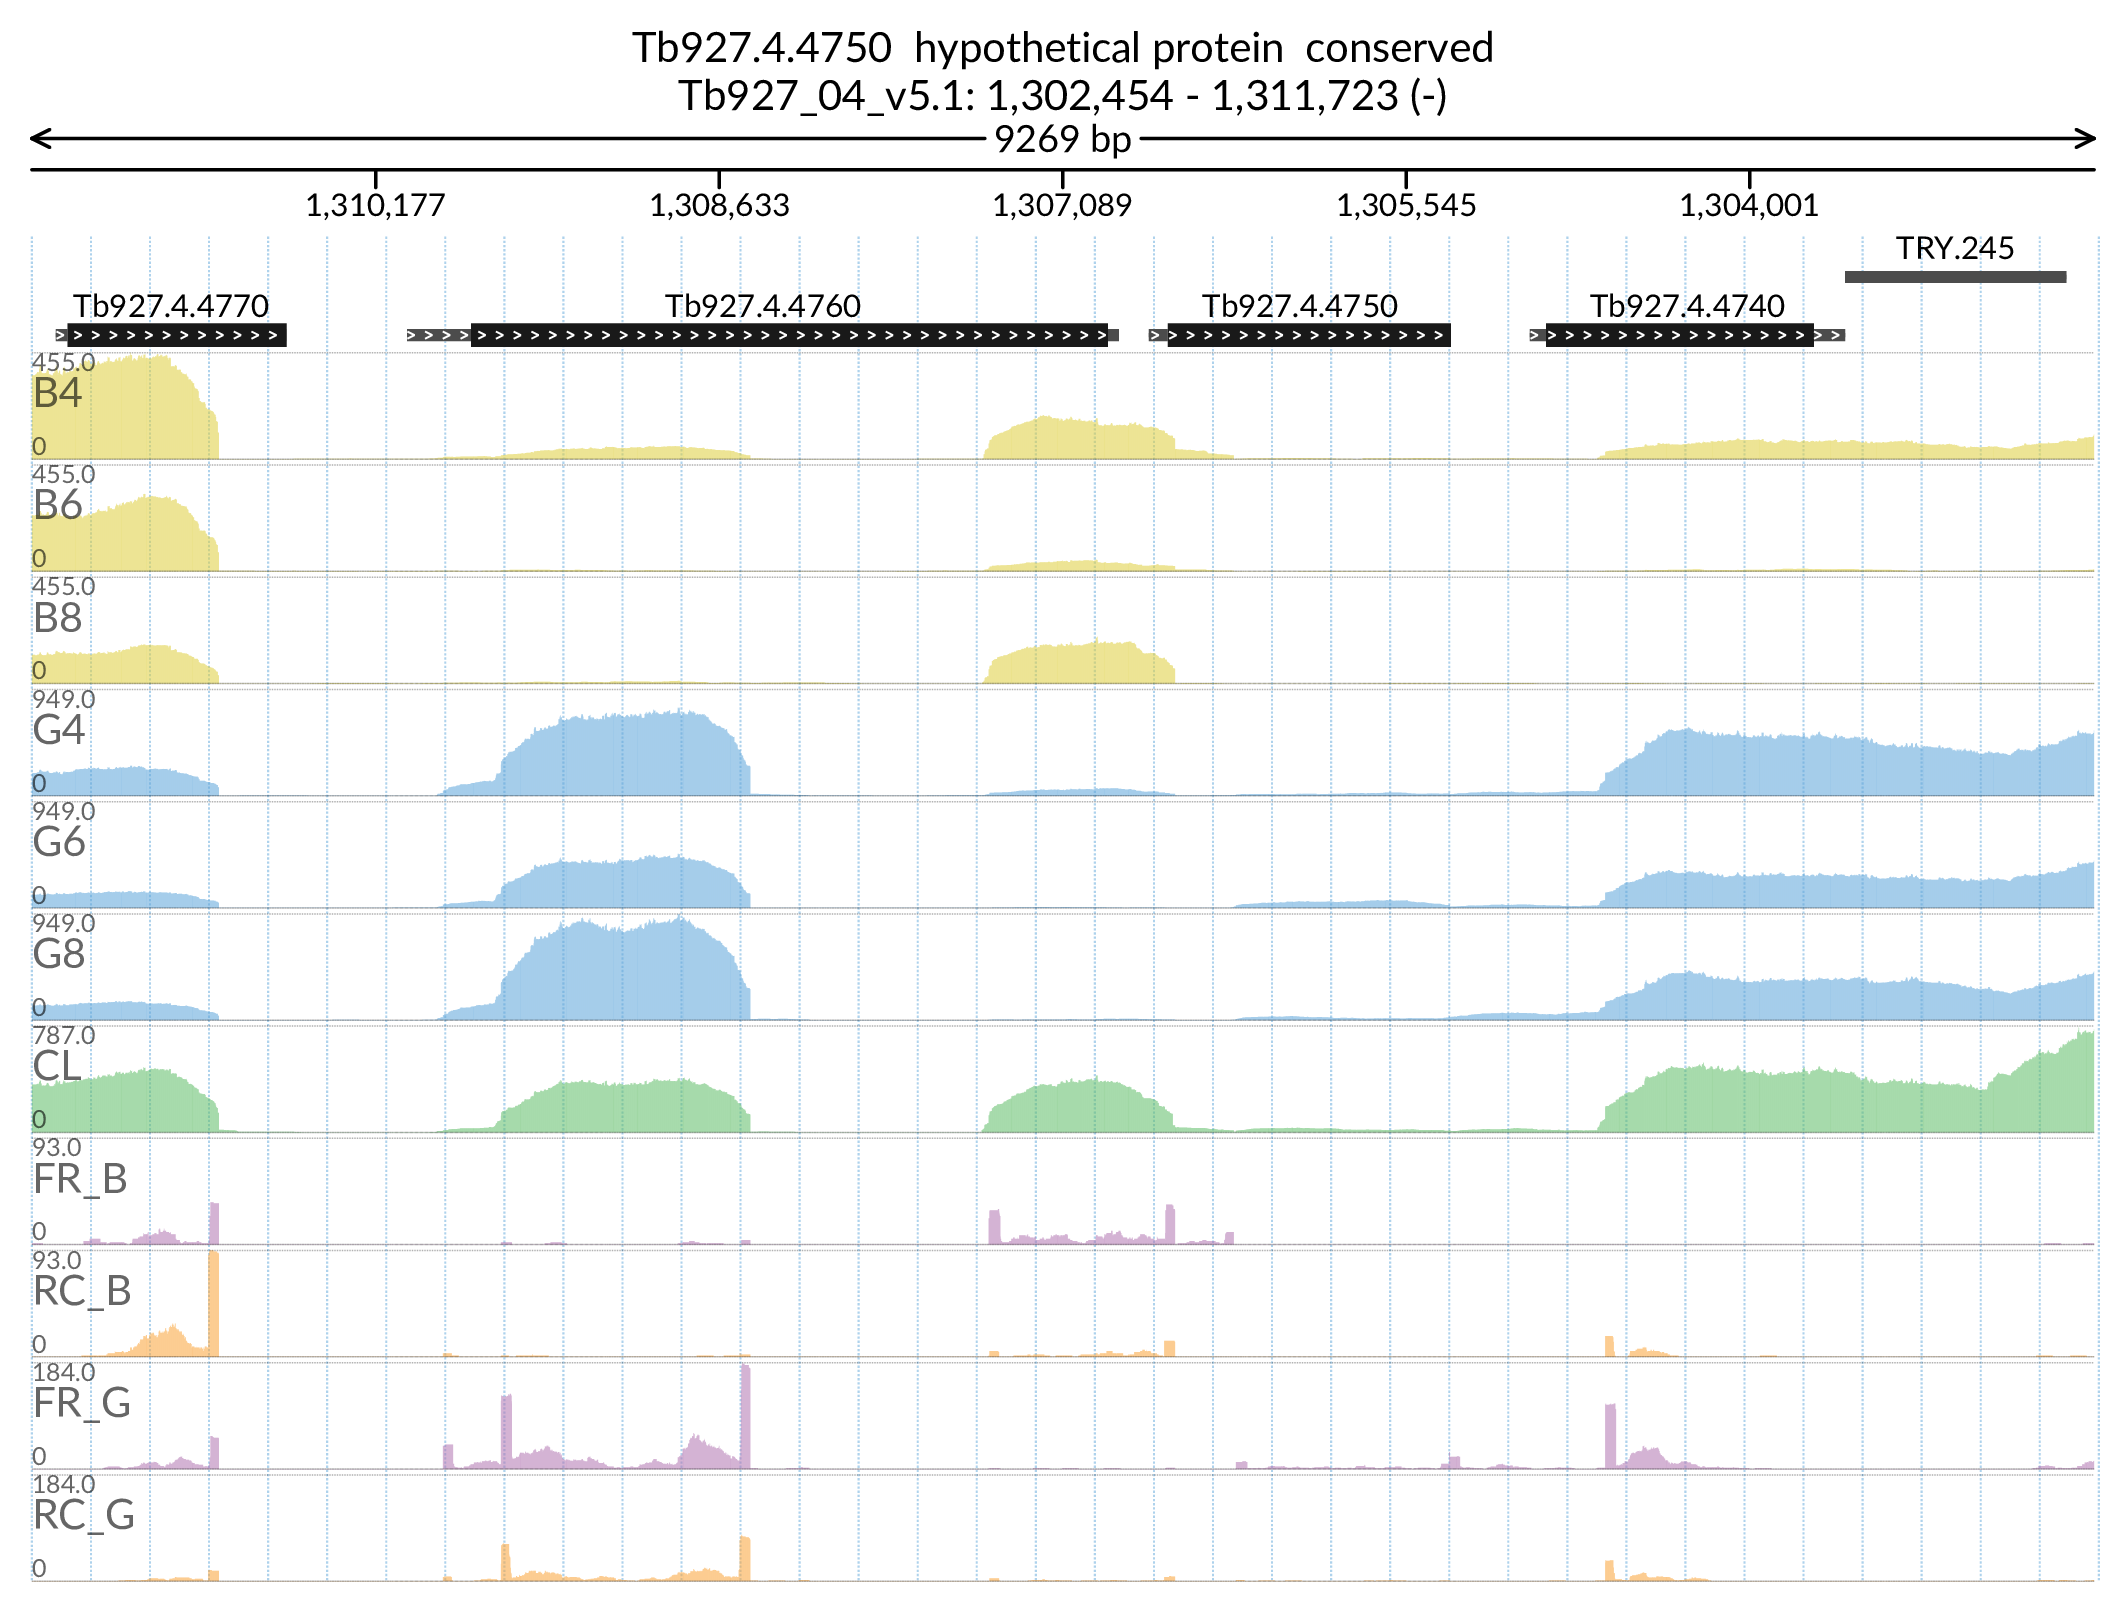 Tb927.4.4750 hypothetical protein conserved
Tb927_04_v5.1: 1,302,454 - 1,311,723 (-)
9269 bp
1,310,177 1,308,633 1,307,089 1,305,545 1,304,001
TRY.245
Tb927.4.4770 Tb927.4.4760 Tb927.4.4750 Tb927.4.4740
455.0
B4
0
455.0
B6
0
455.0
B8
0
949.0
G4
0
949.0
G6
0
949.0
G8
0
787.0
CL
0
93.0
FR_B
0
93.0
RC_B
0
184.0
FR_G
0
184.0
RC_G
0